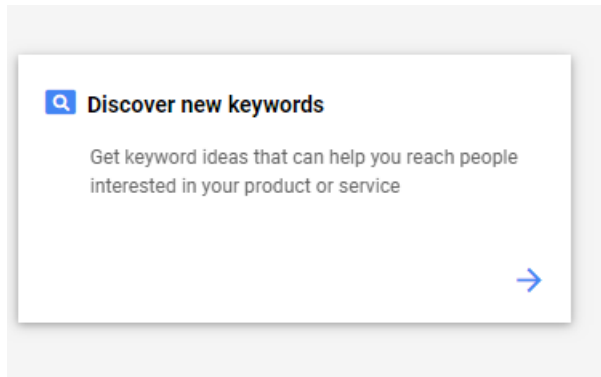 Discover new keywords
Get keyword ideas that can help you reach people
interested in your product or service